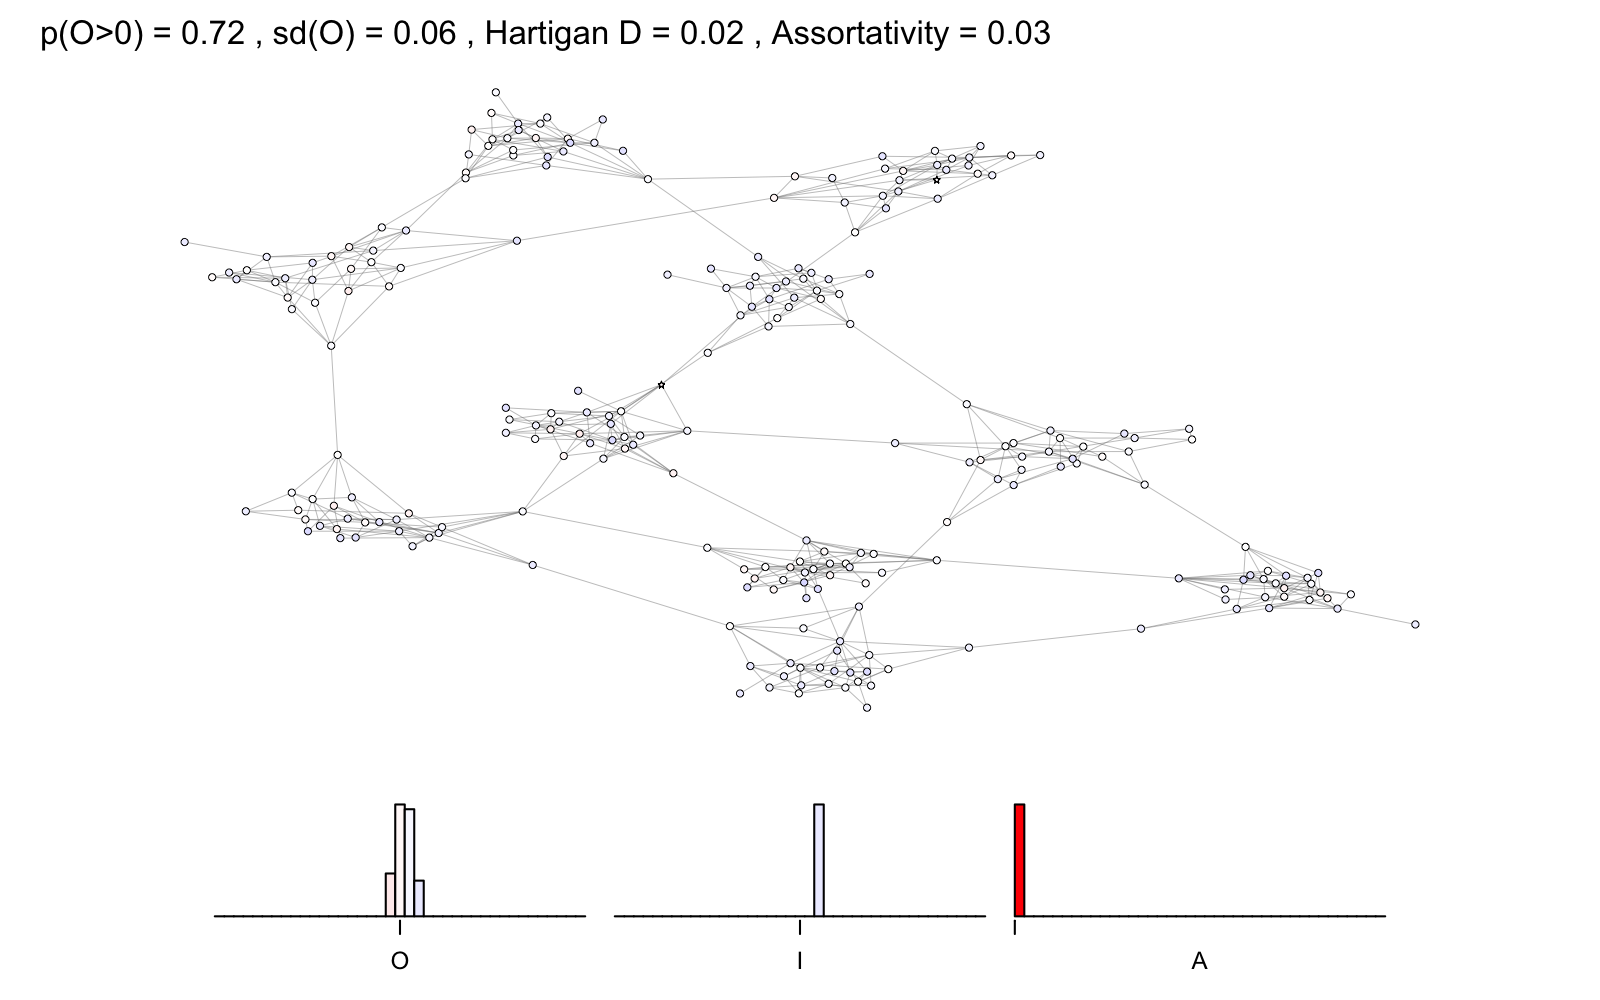 p(O>0) = 0.72 , sd(O) = 0.06 , Hartigan D = 0.02 , Assortativity = 0.03
O I A